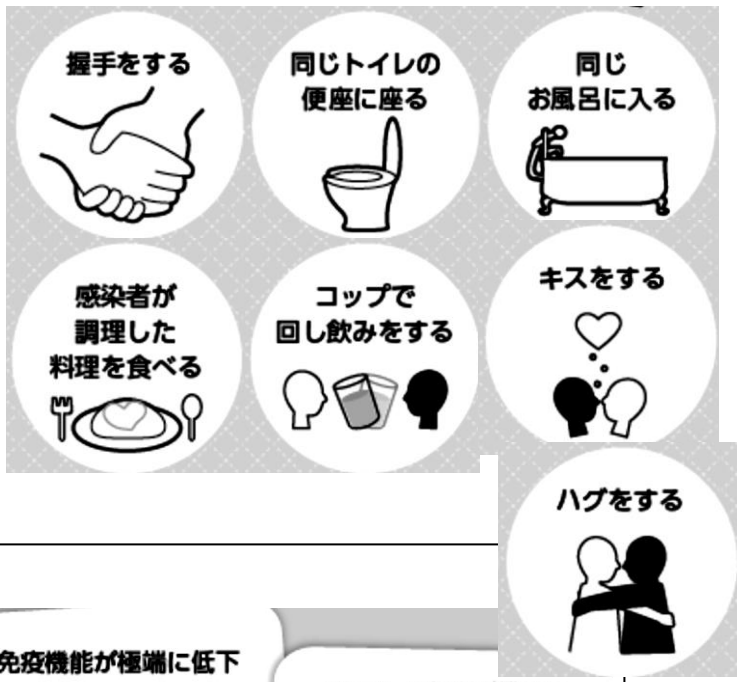 握手をする
同じトイレの
便座に座る
同じ
お風呂に入る
感染者が
調理した
料理を食べる
コップで
回し飲みをする
キスをする
ハグをする
免疫機能が極端に低下